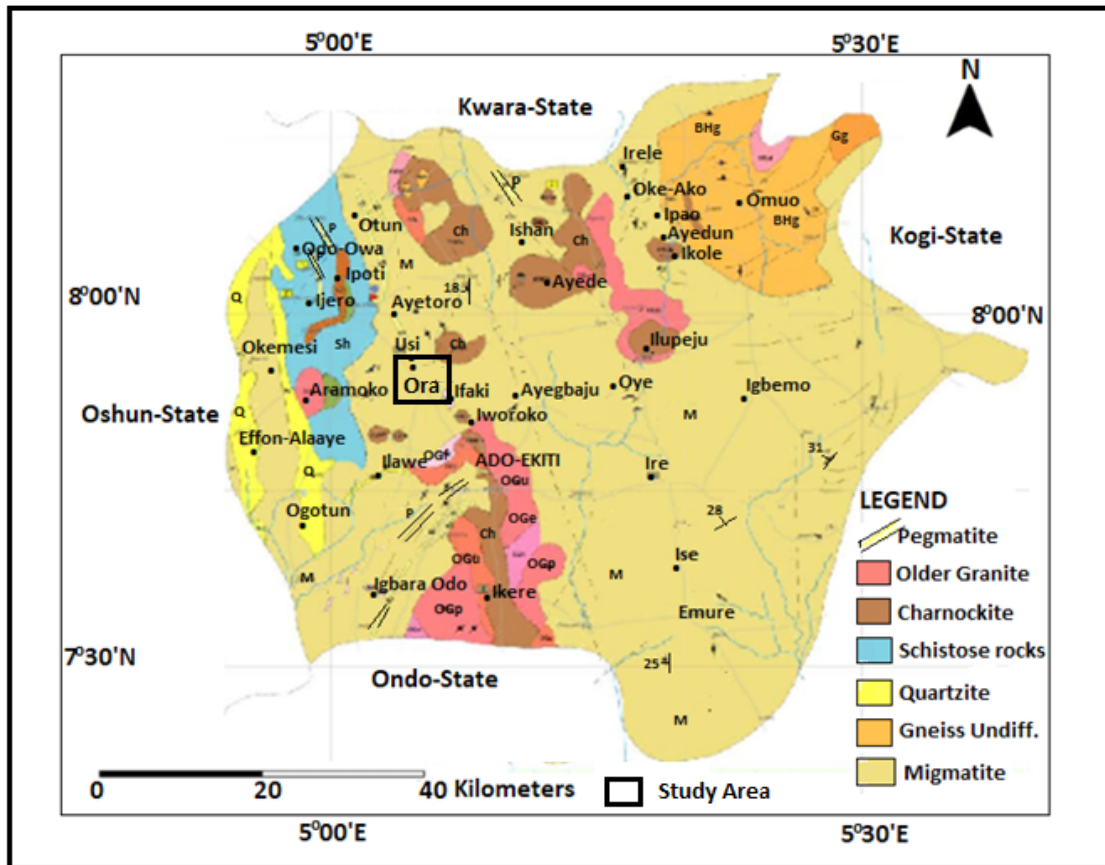 5⁰00'E
5⁰30'E
N
Kwara-State
BHg
Gg
Irele
Oke-Ako
Omuo
P
Ipao
BHg
Otun
Ch
Ishan
Ch
Ayedun
Kogi-State
P
Odo-Owa
M
Ikole
Ipoti
Ayede
Q
Ijero
18
8⁰00'N
Ayetoro
8⁰00'N
Sh
Usi
Ch
Ilupeju
Okemesi
Ora
Oye
Igbemo
Aramoko
Ifaki
Ayegbaju
M
Oshun-State
Q
Iworoko
Effon-Alaaye
OGf
31
Q
Ilawe
ADO-EKITI
Ire
OGu
LEGEND
Ogotun
P
OGe
28
Pegmatite
Ch
OGu
OGp
Ise
Older Granite
M
M
Igbara Odo
Ikere
Charnockite
OGp
Emure
Schistose rocks
7⁰30'N
25
Ondo-State
Quartzite
M
Gneiss Undiff.
Migmatite
0
20
40 Kilometers
Study Area
5⁰00'E
5⁰30'E